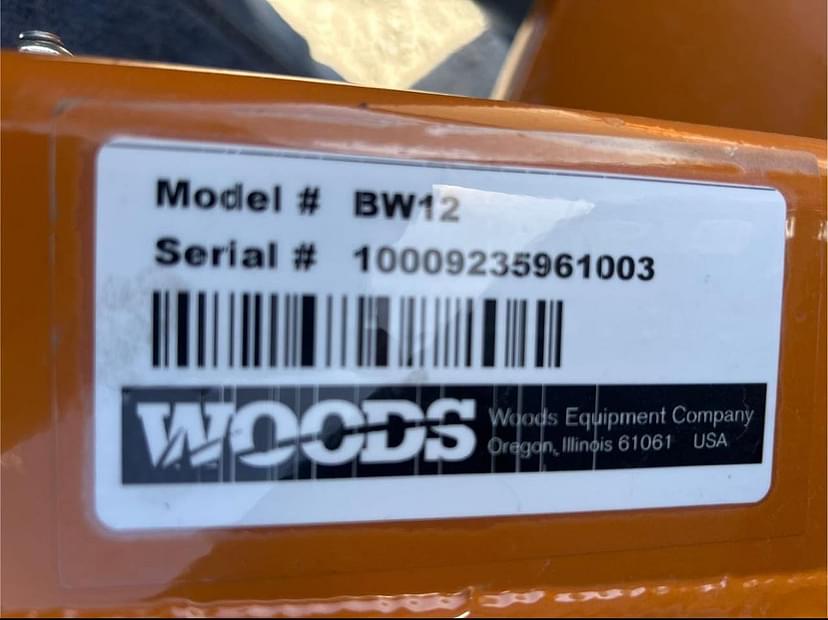 Model # BW12
Serial # 10009235961003
WOODS
Woods Equipment Company
Oregon, Illinois 61061 USA